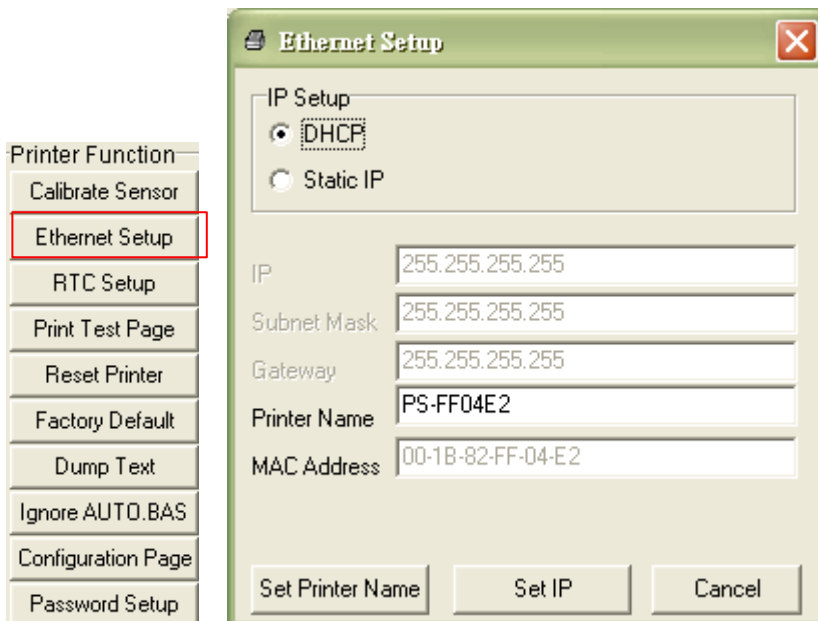 Printer Function
Calibrate Sensor
Ethernet Setup
RTC Setup
Print Test Page
Reset Printer
Factory Default
Dump Text
Ignore AUTO.BAS
Configuration Page
Password Setup
Ethernet Setup
IP Setup
DHCP
Static IP
IP 255.255.255.255
Subnet Mask 255.255.255.255
Gateway 255.255.255.255
Printer Name PS-FF04E2
MAC Address 00-1B-82-FF-04-E2
Set Printer Name Set IP Cancel